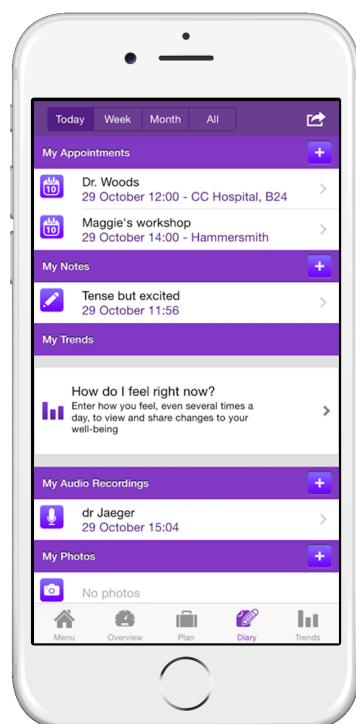 Today Week Month All
My Appointments +
Dr. Woods
29 October 12:00 - CC Hospital, B24
Maggie's workshop
29 October 14:00 - Hammersmith
My Notes +
Tense but excited
29 October 11:56
My Trends
How do I feel right now?
Enter how you feel, even several times a
day, to view and share changes to your
well-being
My Audio Recordings +
dr Jaeger
29 October 15:04
My Photos +
No photos
Menu Overview Plan Diary Trends